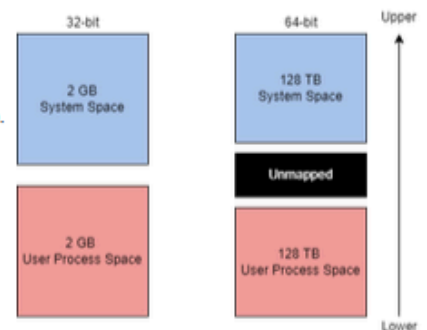 32-bit
64-bit
Upper
2 GB
System Space
128 TB
System Space
Unmapped
2 GB
User Process Space
128 TB
User Process Space
Lower